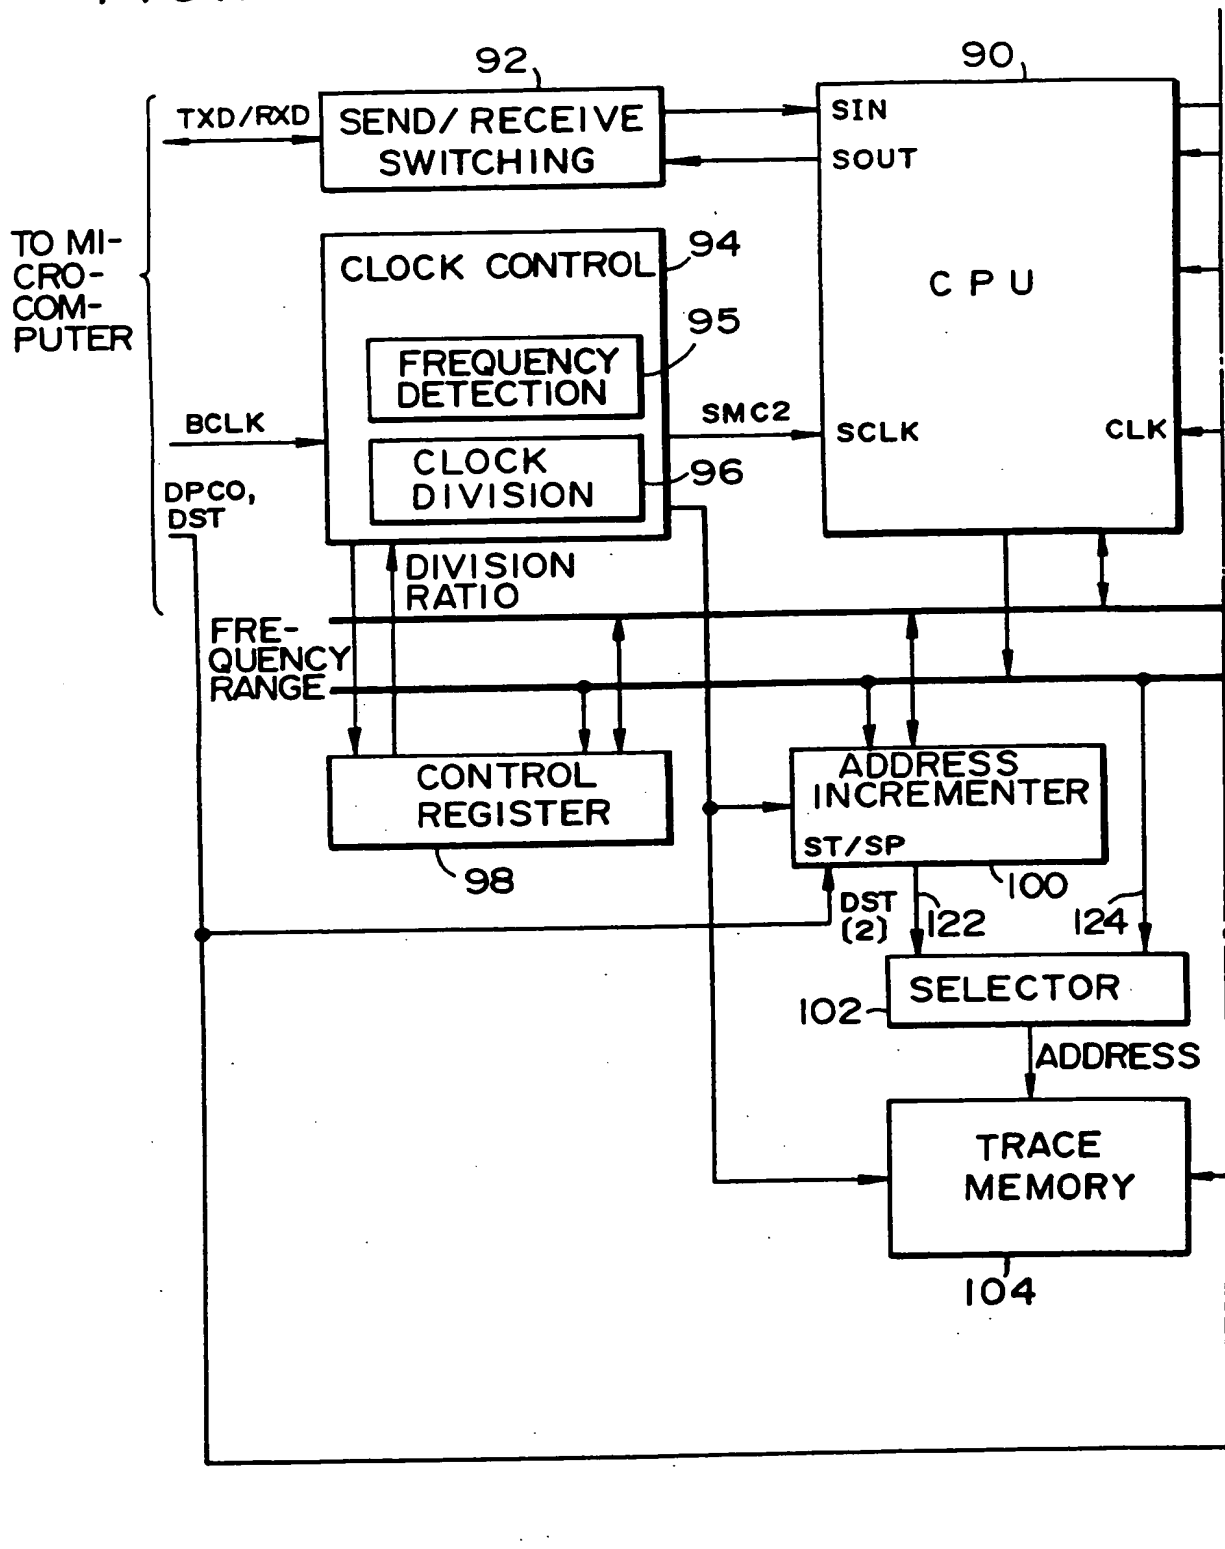 92
90
TXD/RXD
SEND/RECEIVE
SWITCHING
SIN
SOUT
TO MI-
CRO-
COM-
PUTER
94
CLOCK CONTROL
CPU
95
FREQUENCY
DETECTION
BCLK
SMC2
SCLK
CLK
CLOCK
DIVISION
96
DPCO,
DST
DIVISION
RATIO
FRE-
QUENCY
RANGE
CONTROL
REGISTER
98
ADDRESS
INCREMENTER
ST/SP
100
DST
(2)
122
124
SELECTOR
102
ADDRESS
TRACE
MEMORY
104